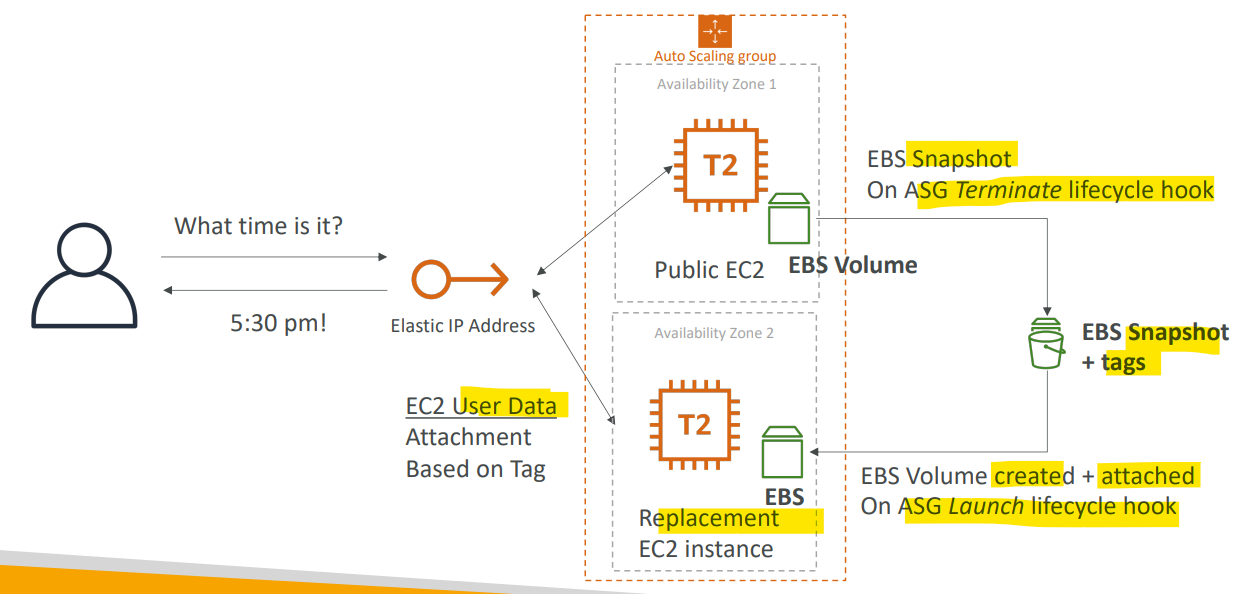 Auto Scaling group
Availability Zone 1
T2
Public EC2
EBS Volume
What time is it?
5:30 pm!
Elastic IP Address
EC2 User Data
Attachment
Based on Tag
Availability Zone 2
T2
EBS
Replacement
EC2 instance
EBS Snapshot
On ASG Terminate lifecycle hook
EBS Snapshot
+ tags
EBS Volume created + attached
On ASG Launch lifecycle hook